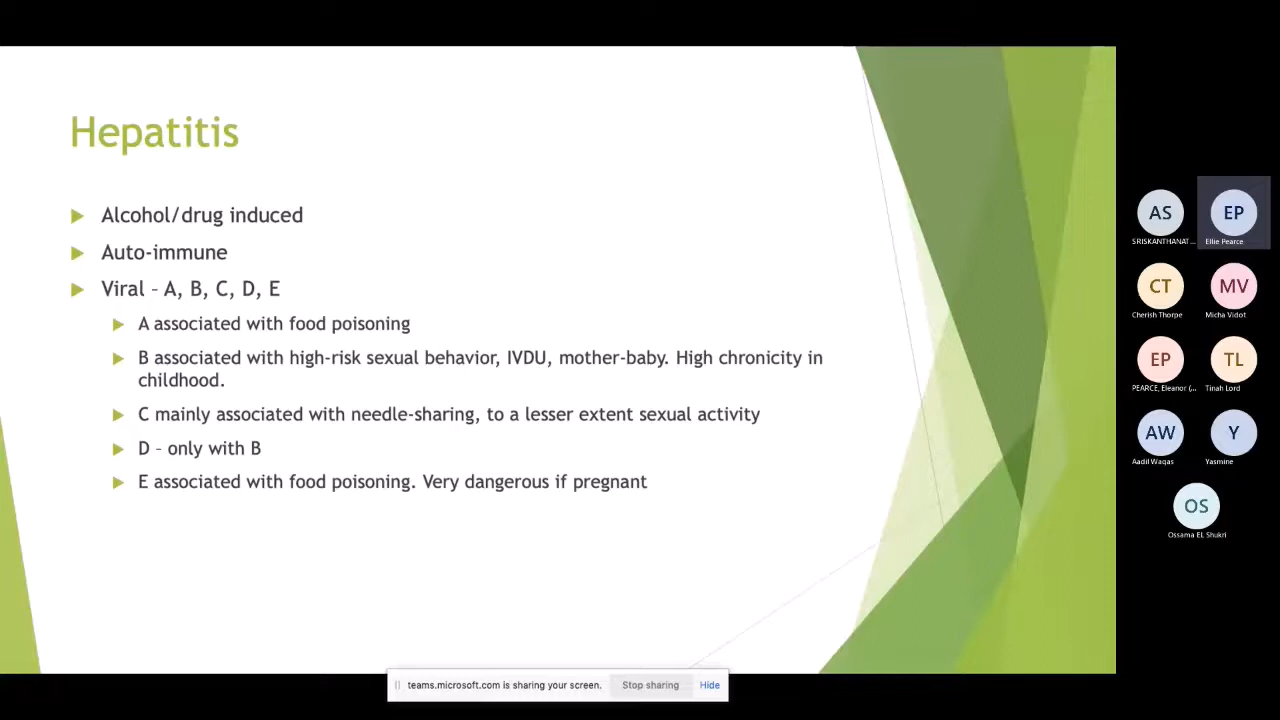 Hepatitis
Alcohol/drug induced
Auto-immune
Viral – A, B, C, D, E
A associated with food poisoning
B associated with high-risk sexual behavior, IVDU, mother-baby. High chronicity in
childhood.
C mainly associated with needle-sharing, to a lesser extent sexual activity
D – only with B
E associated with food poisoning. Very dangerous if pregnant
AS
SRISKANTHANAT...
EP
Ellie Pearce
CT
Cherish Thorpe
MV
Micha Vidot
EP
PEARCE, Eleanor (...
TL
Tinah Lord
AW
Aadil Waqas
Y
Yasmine
OS
Ossama EL Shukri
teams.microsoft.com is sharing your screen.
Stop sharing
Hide